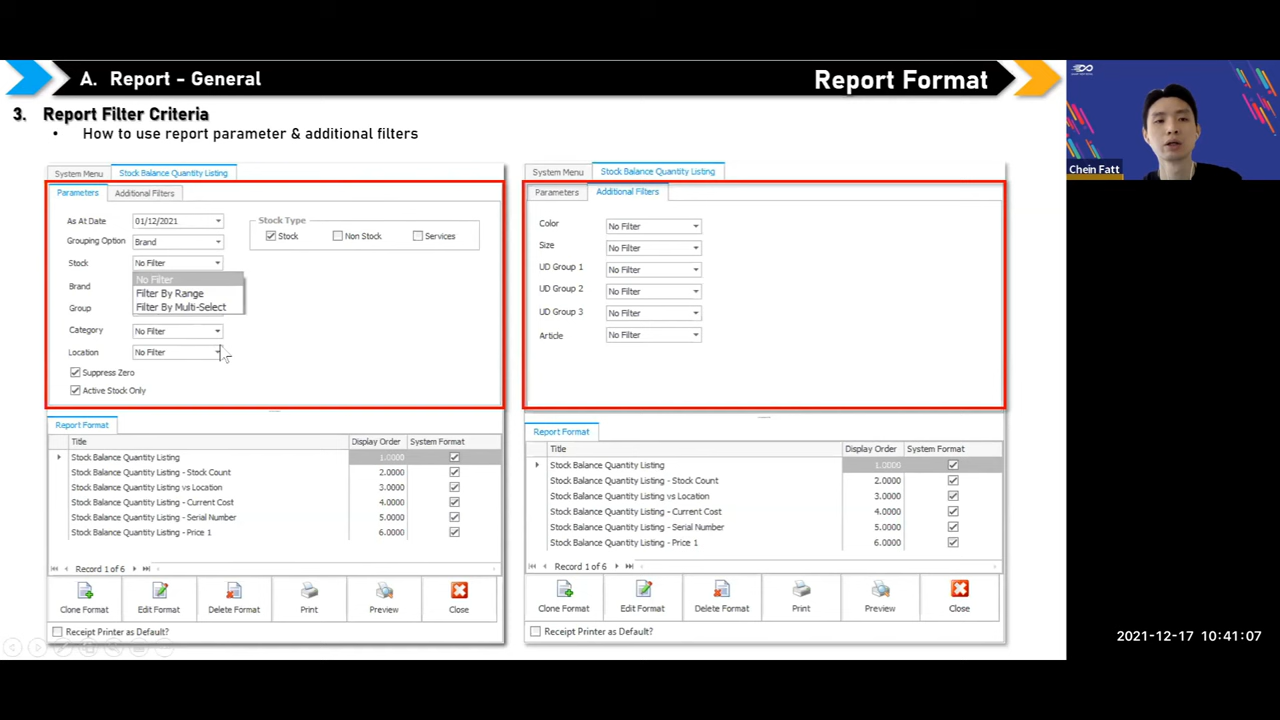 A. Report - General
Report Format
3. Report Filter Criteria
• How to use report parameter & additional filters
System Menu Stock Balance Quantity Listing
Parameters Additional Filters
As At Date 01/12/2021
Grouping Option Brand
Stock No Filter
No Filter
Filter By Range
Filter By Multi-Select
Brand
Group
Category No Filter
Location No Filter
Suppress Zero
Active Stock Only
Stock Type
Stock Non Stock Services
Report Format
Title Display Order System Format
Stock Balance Quantity Listing 1.0000
Stock Balance Quantity Listing - Stock Count 2.0000
Stock Balance Quantity Listing vs Location 3.0000
Stock Balance Quantity Listing - Current Cost 4.0000
Stock Balance Quantity Listing - Serial Number 5.0000
Stock Balance Quantity Listing - Price 1 6.0000
Record 1 of 6
Clone Format Edit Format Delete Format Print Preview Close
Receipt Printer as Default?
System Menu Stock Balance Quantity Listing
Parameters Additional Filters
Color No Filter
Size No Filter
UD Group 1 No Filter
UD Group 2 No Filter
UD Group 3 No Filter
Article No Filter
Report Format
Title Display Order System Format
Stock Balance Quantity Listing 1.0000
Stock Balance Quantity Listing - Stock Count 2.0000
Stock Balance Quantity Listing vs Location 3.0000
Stock Balance Quantity Listing - Current Cost 4.0000
Stock Balance Quantity Listing - Serial Number 5.0000
Stock Balance Quantity Listing - Price 1 6.0000
Record 1 of 6
Clone Format Edit Format Delete Format Print Preview Close
Receipt Printer as Default?
Chein Fatt
2021-12-17 10:41:07